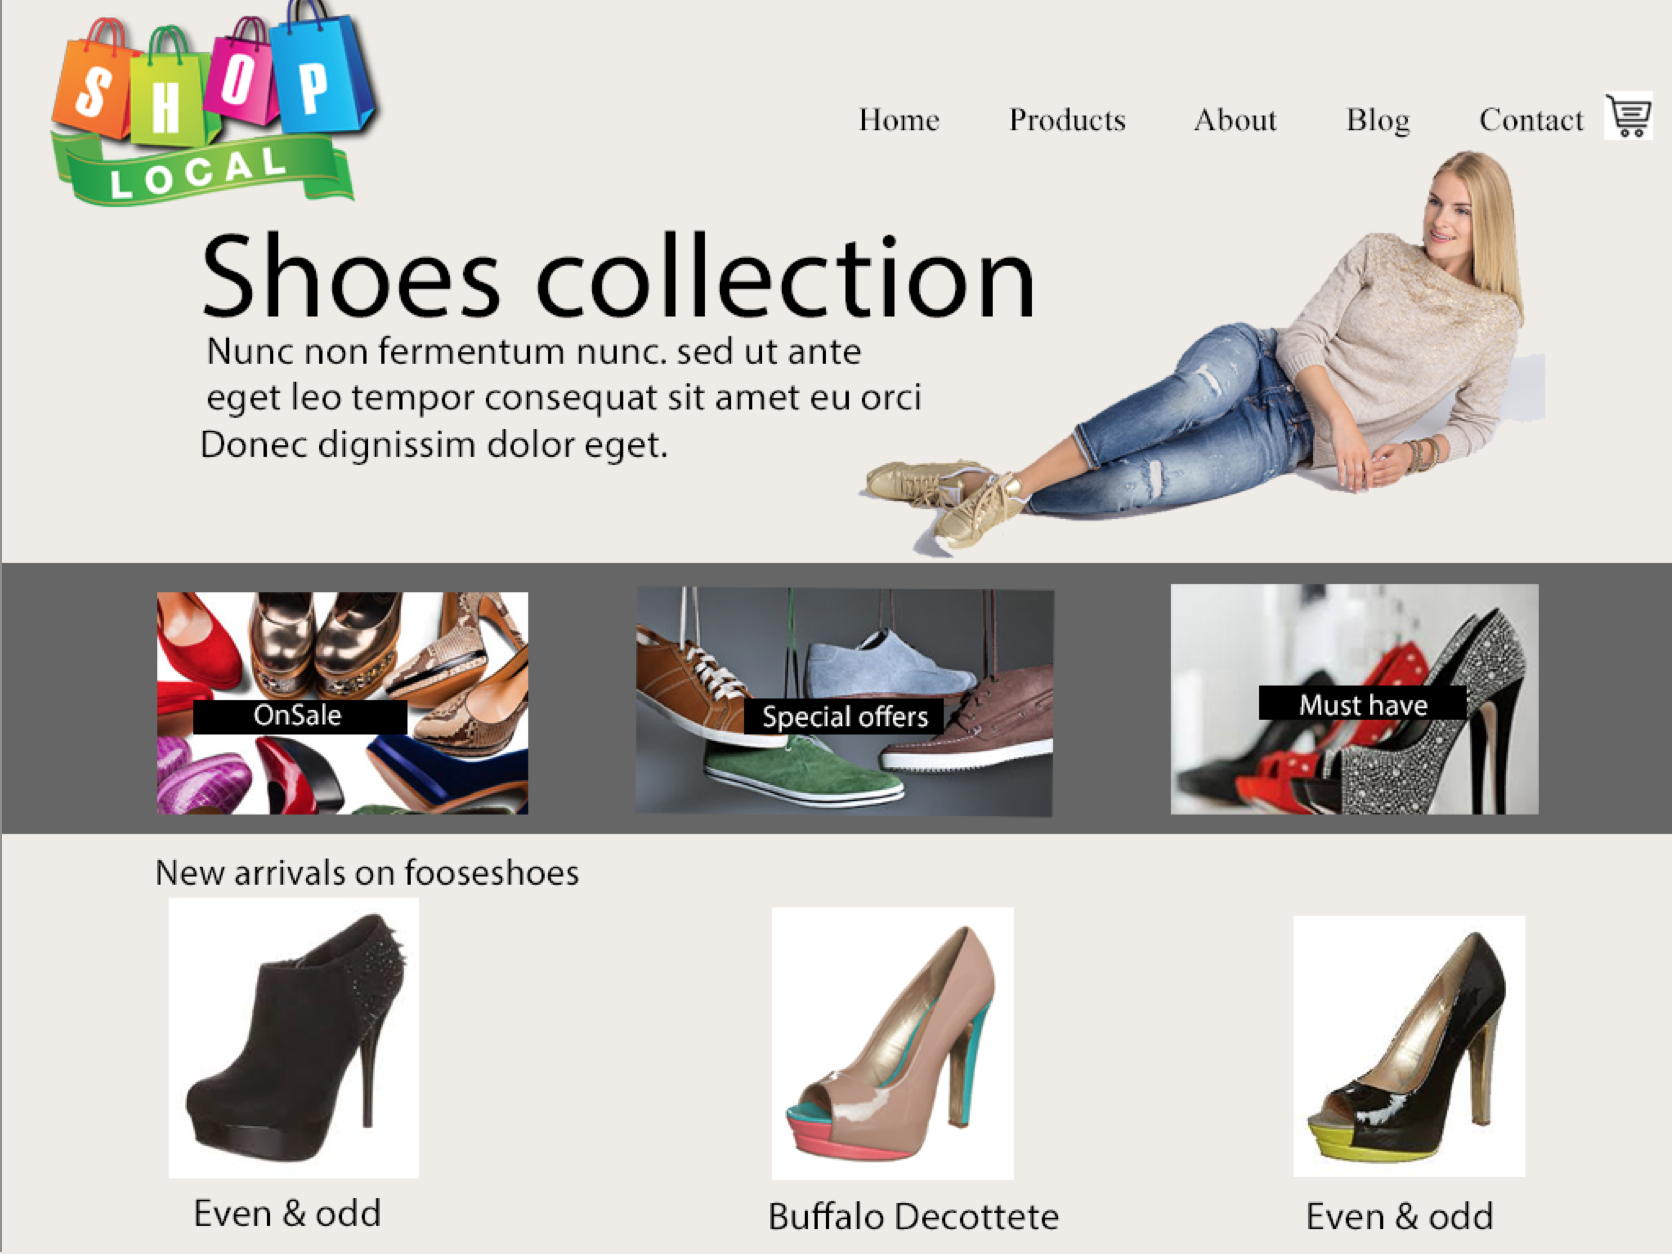 SHOP
LOCAL
Home Products About Blog Contact
Shoes collection
Nunc non fermentum nunc. sed ut ante
eget leo tempor consequat sit amet eu orci
Donec dignissim dolor eget.
OnSale
Special offers
Must have
New arrivals on fooseshoes
Even & odd
Buffalo Decottete
Even & odd